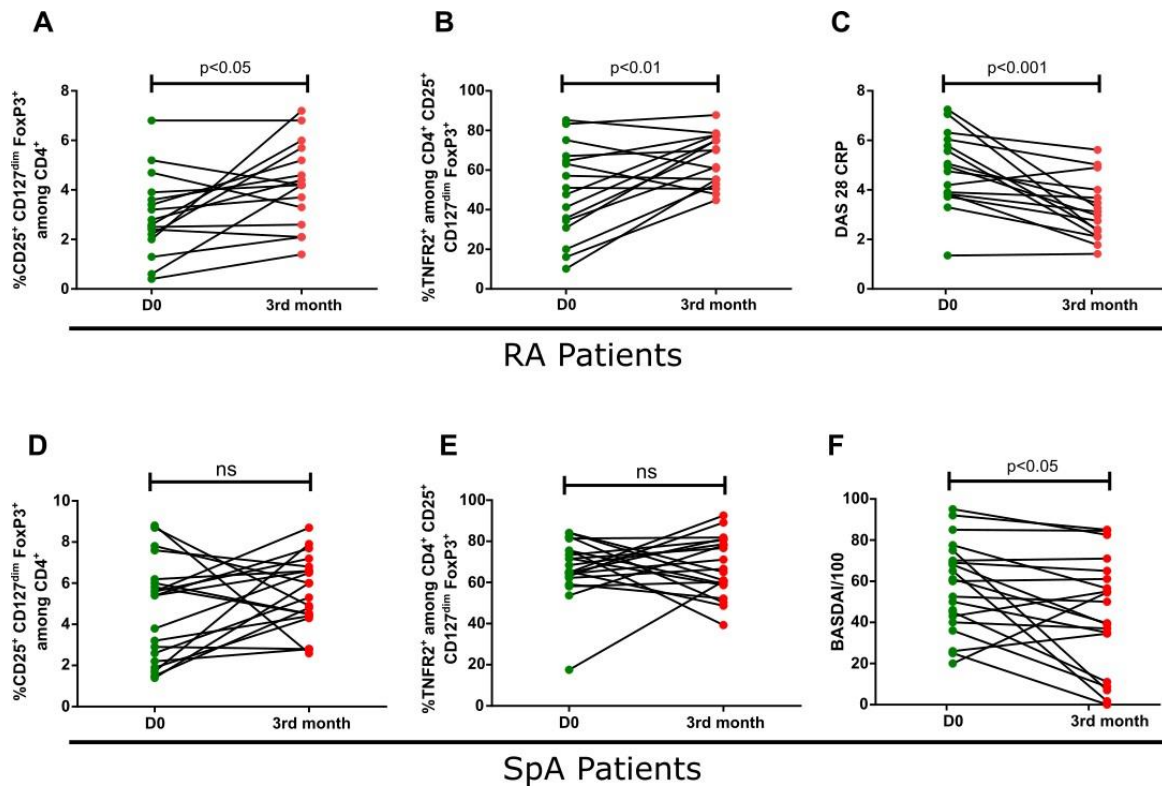 A
p<0.05
%CD25⁺ CD127ᵈⁱᵐ FoxP3⁺
among CD4⁺
8
6
4
2
0
D0 3rd month
B
p<0.01
%TNFR2⁺ among CD4⁺ CD25⁺
CD127ᵈⁱᵐ FoxP3⁺
100
80
60
40
20
0
D0 3rd month
C
p<0.001
DAS 28 CRP
8
6
4
2
0
D0 3rd month
RA Patients
D
ns
%CD25⁺ CD127ᵈⁱᵐ FoxP3⁺
among CD4⁺
10
8
6
4
2
0
D0 3rd month
E
ns
%TNFR2⁺ among CD4⁺ CD25⁺
CD127ᵈⁱᵐ FoxP3⁺
100
80
60
40
20
0
D0 3rd month
F
p<0.05
BASDAI/100
100
80
60
40
20
0
D0 3rd month
SpA Patients